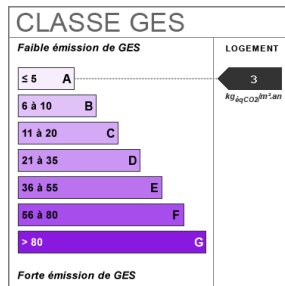 CLASSE GES
Faible émission de GES
LOGEMENT
≤ 5 A
3
kgéqCO2/m².an
6 à 10 B
11 à 20 C
21 à 35 D
36 à 55 E
56 à 80 F
> 80 G
Forte émission de GES